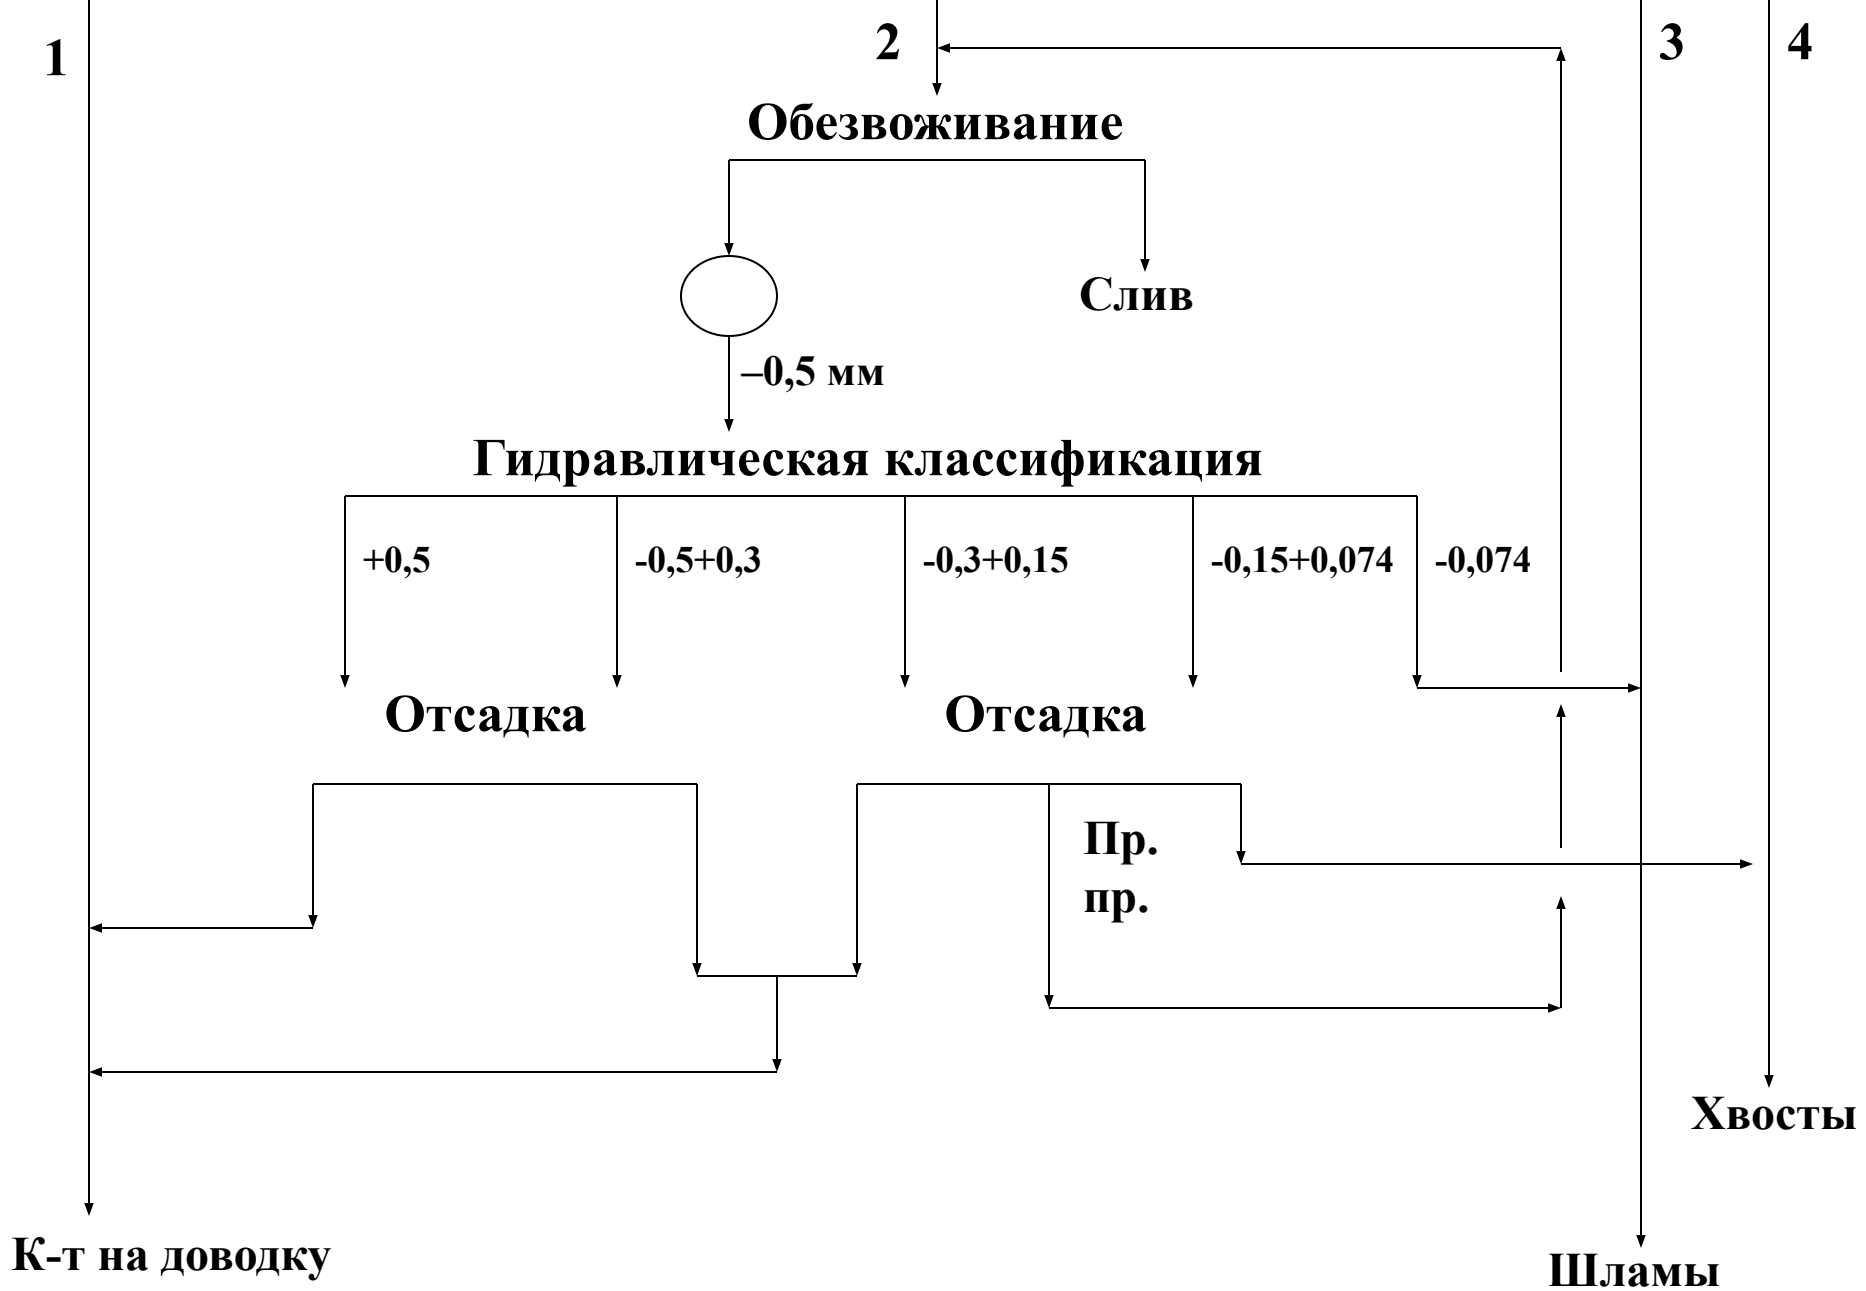 1
2
3
4
Обезвоживание
Слив
–0,5 мм
Гидравлическая классификация
+0,5
-0,5+0,3
-0,3+0,15
-0,15+0,074
-0,074
Отсадка
Отсадка
Пр.
пр.
Хвосты
К-т на доводку
Шламы